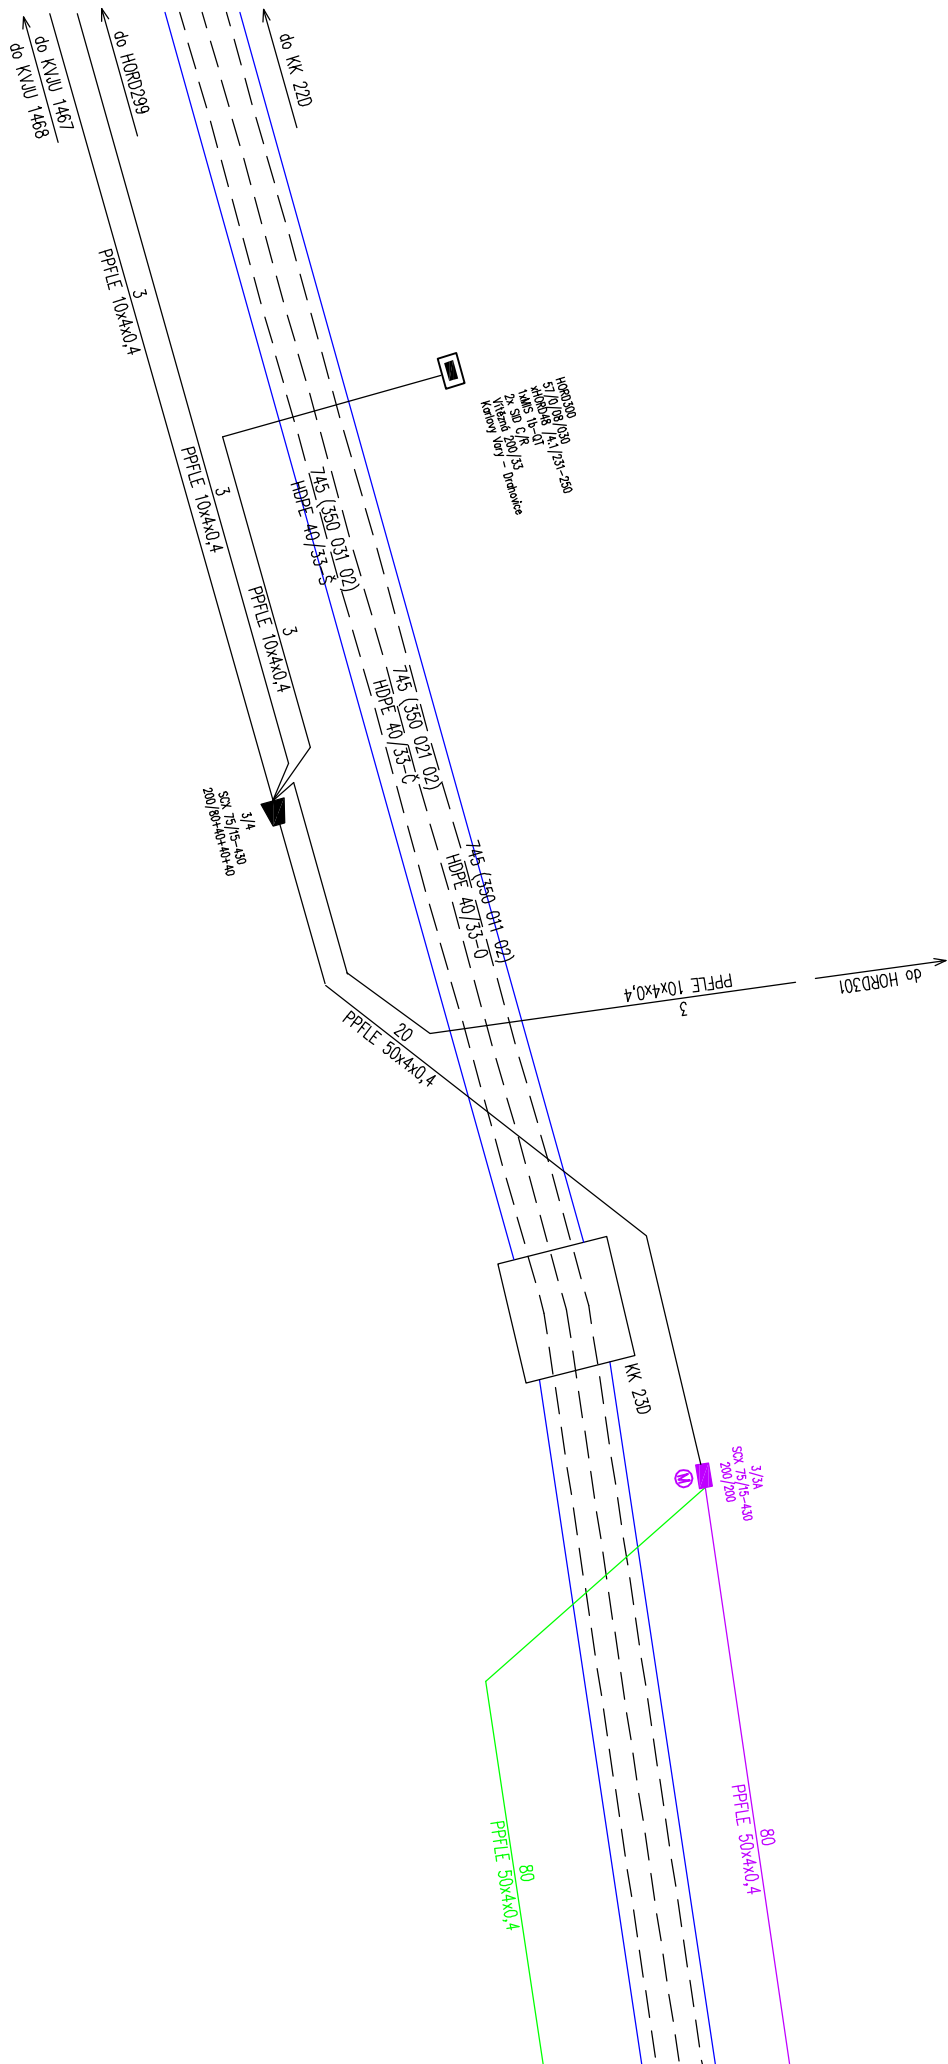 do KVJU 1467
do KVJU 1468
do HORD299
do KK 22D
3
PPFLE 10x4x0,4
HORD300
57/0/08/030
xHORD48 /4.1/231-250
1xMIS 1b-QT
2x SID C/R
Vítězná 200/33
Karlovy Vary - Drahovice
3
PPFLE 10x4x0,4
745 (350 031 02)
HDPE 40/33-Š
3
PPFLE 10x4x0,4
745 (350 021 02)
HDPE 40/33-Č
3/4
SCX 75/15-430
200/80+40+40+40
745 (350 011 02)
HDPE 40/33-O
do HORD301
PPFLE 10x4x0,4
3
20
PPFLE 50x4x0,4
KK 23D
3/3A
SCX 75/15-430
200/200
M
80
PPFLE 50x4x0,4
80
PPFLE 50x4x0,4